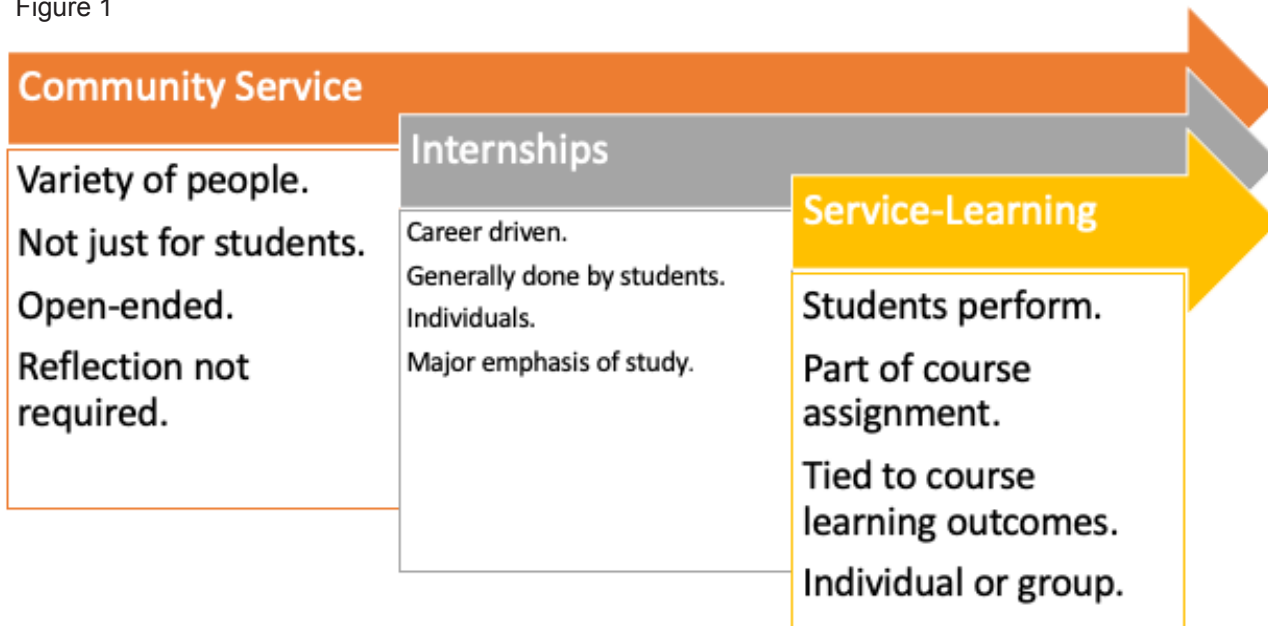 Figure 1
Community Service
Variety of people.
Not just for students.
Open-ended.
Reflection not
required.
Internships
Career driven.
Generally done by students.
Individuals.
Major emphasis of study.
Service-Learning
Students perform.
Part of course
assignment.
Tied to course
learning outcomes.
Individual or group.